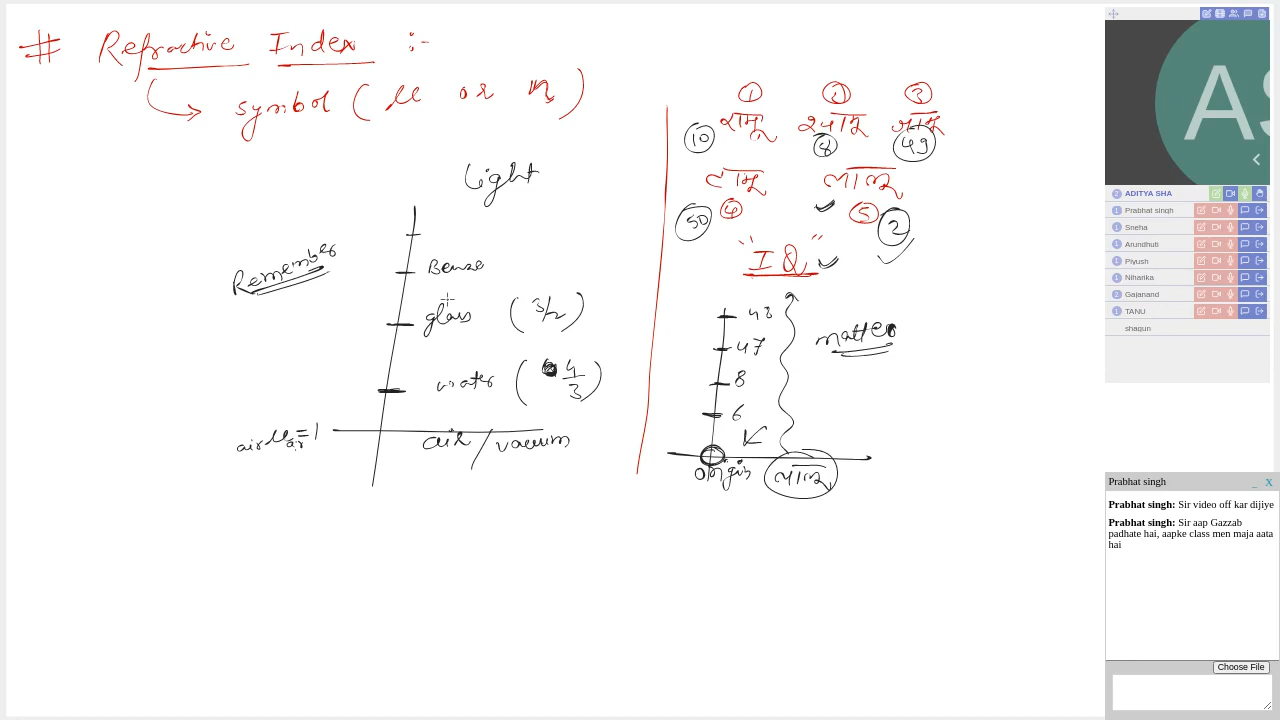 # Refractive Index :-
symbol ( μ or n )
① ② ③
रामू श्यामू
10 8 49
लालू
50 ④ ⑤ 2
" I Q "
Light
Remember
glass ( 3/2 )
water ( 4/3 )
air μ air = 1
air / vacuum
48
47
8
6
matter
origin
लालू
AS
ADITYA SHA
Prabhat singh
Sneha
Arundhuti
Piyush
Niharika
Gajanand
TANU
shagun
Prabhat singh _ X
Prabhat singh: Sir video off kar dijiye
Prabhat singh: Sir aap Gazzab
padhate hai, aapke class men maja aata
hai
Choose File